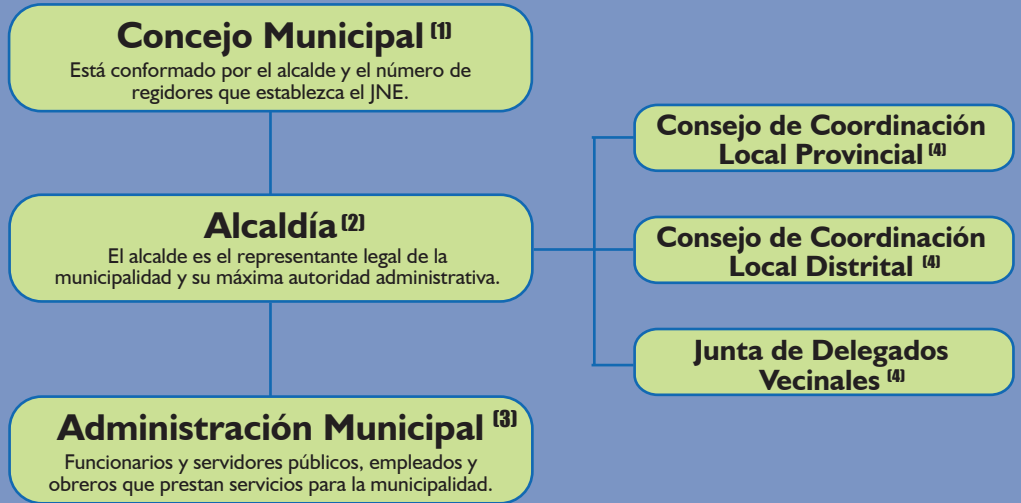 Concejo Municipal (1)
Está conformado por el alcalde y el número de
regidores que establezca el JNE.
Alcaldía (2)
El alcalde es el representante legal de la
municipalidad y su máxima autoridad administrativa.
Administración Municipal (3)
Funcionarios y servidores públicos, empleados y
obreros que prestan servicios para la municipalidad.
Consejo de Coordinación
Local Provincial (4)
Consejo de Coordinación
Local Distrital (4)
Junta de Delegados
Vecinales (4)